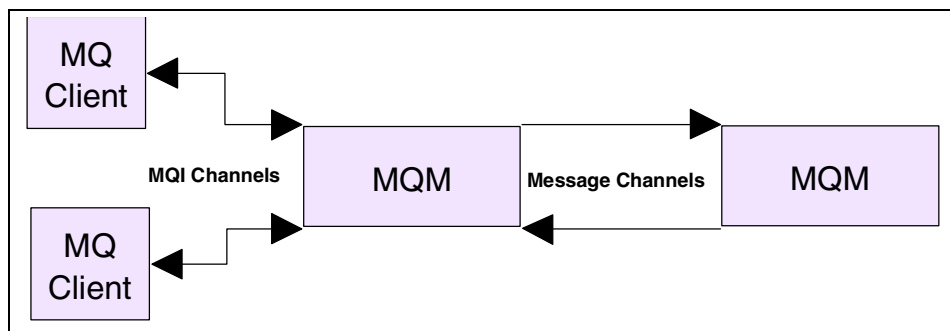 MQ
Client
MQI Channels
MQM
Message Channels
MQM
MQ
Client